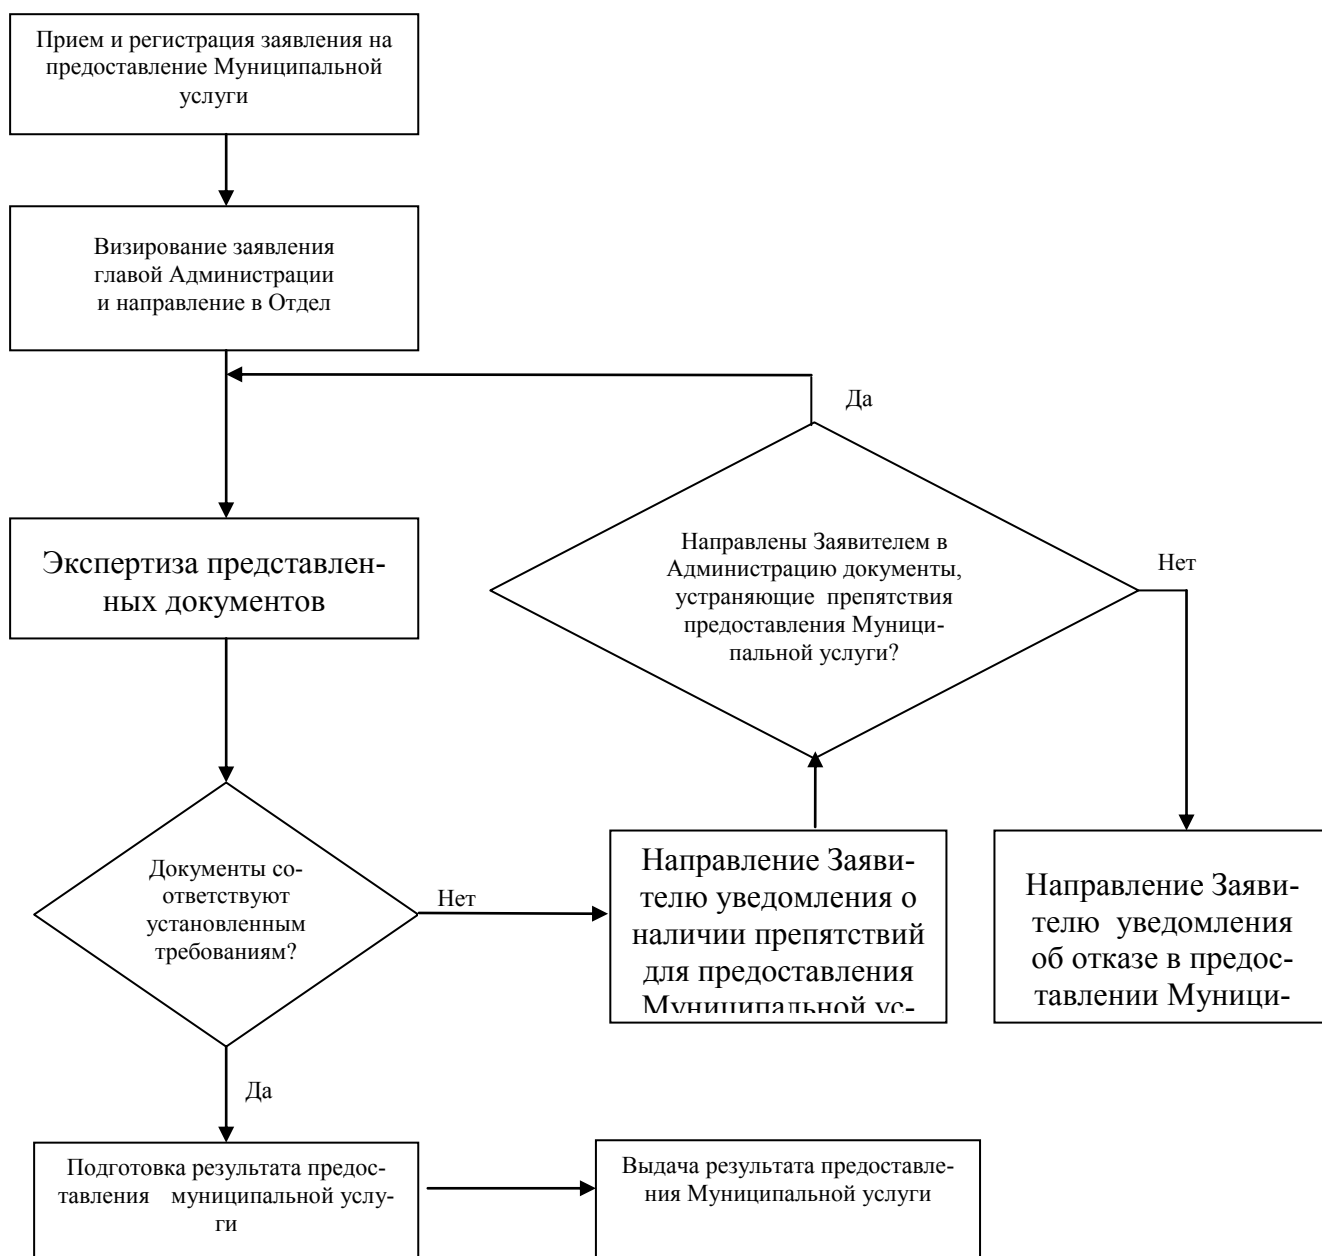 Прием и регистрация заявления на
предоставление Муниципальной
услуги
Визирование заявления
главой Администрации
и направление в Отдел
Да
Экспертиза представлен-
ных документов
Направлены Заявителем в
Администрацию документы,
устраняющие препятствия
предоставления Муници-
пальной услуги?
Нет
Документы со-
ответствуют
установленным
требованиям?
Нет
Направление Заяви-
телю уведомления о
наличии препятствий
для предоставления
Муниципальной ус-
Направление Заяви-
телю уведомления
об отказе в предос-
тавлении Муници-
Да
Подготовка результата предос-
тавления муниципальной услу-
ги
Выдача результата предоставле-
ния Муниципальной услуги